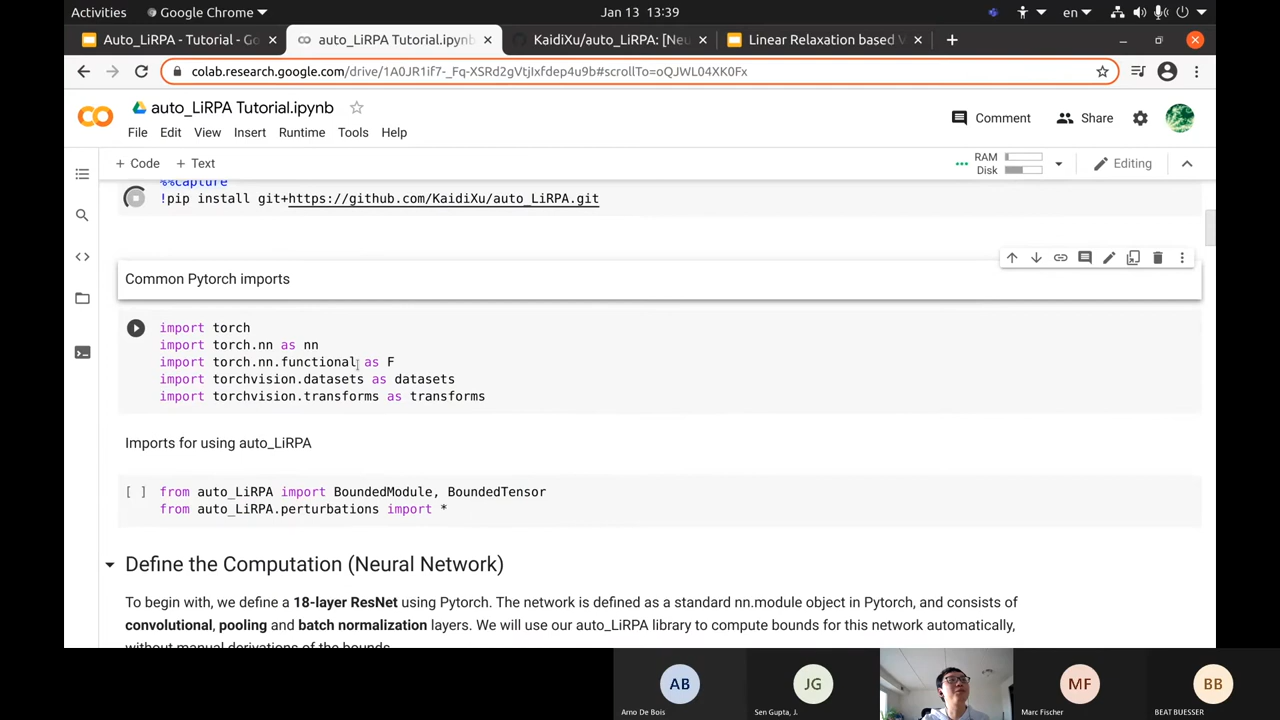 Activities
Google Chrome
Jan 13 13:39
en
Auto_LiRPA - Tutorial - Go
auto_LiRPA Tutorial.ipynb
KaidiXu/auto_LiRPA: [Neu
Linear Relaxation based V
colab.research.google.com/drive/1A0JR1if7-_Fq-XSRd2gVtjIxfdep4u9b#scrollTo=oQJWL04XK0Fx
auto_LiRPA Tutorial.ipynb
File Edit View Insert Runtime Tools Help
Comment
Share
+ Code + Text
RAM
Disk
Editing
%%capture
!pip install git+https://github.com/KaidiXu/auto_LiRPA.git
Common Pytorch imports
import torch
import torch.nn as nn
import torch.nn.functional as F
import torchvision.datasets as datasets
import torchvision.transforms as transforms
Imports for using auto_LiRPA
[ ] from auto_LiRPA import BoundedModule, BoundedTensor
from auto_LiRPA.perturbations import *
Define the Computation (Neural Network)
To begin with, we define a 18-layer ResNet using Pytorch. The network is defined as a standard nn.module object in Pytorch, and consists of
convolutional, pooling and batch normalization layers. We will use our auto_LiRPA library to compute bounds for this network automatically,
without manual derivations of the bounds.
AB
JG
MF
BB
Arno De Bois
Sen Gupta, J.
Marc Fischer
BEAT BUESSER